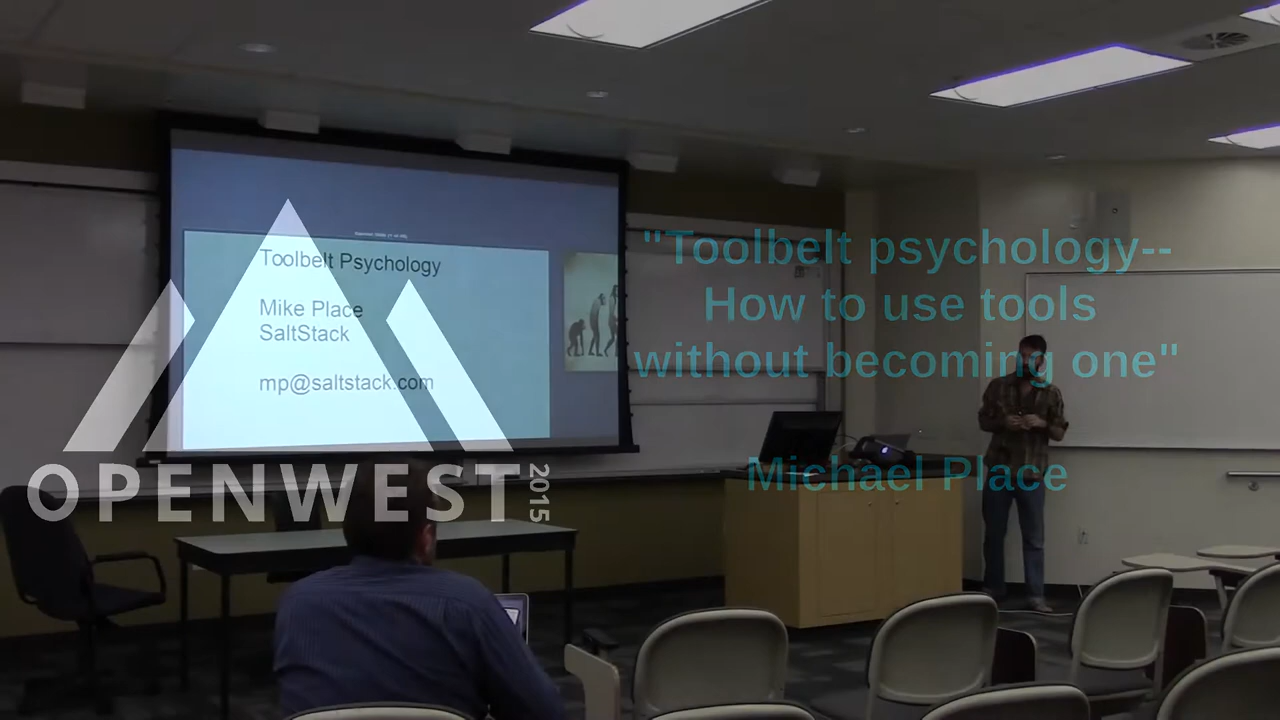 Toolbelt Psychology
Mike Place
SaltStack
mp@saltstack.com
OPENWEST
2015
"Toolbelt psychology--
How to use tools
without becoming one"
Michael Place